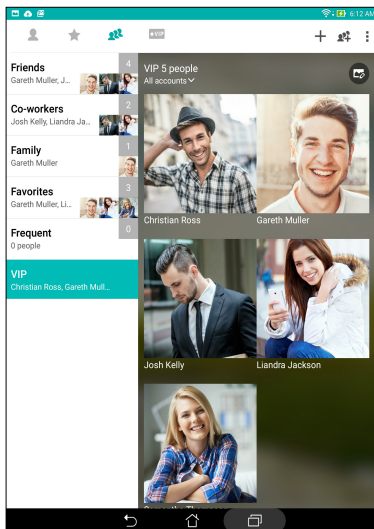 6:12 AM
VIP
Friends
4
Gareth Muller, J...
Co-workers
2
Josh Kelly, Liandra Ja...
Family
1
Gareth Muller
Favorites
3
Gareth Muller, Li...
Frequent
0
0 people
VIP
Christian Ross, Gareth Mull...
VIP 5 people
All accounts
Christian Ross
Gareth Muller
Josh Kelly
Liandra Jackson